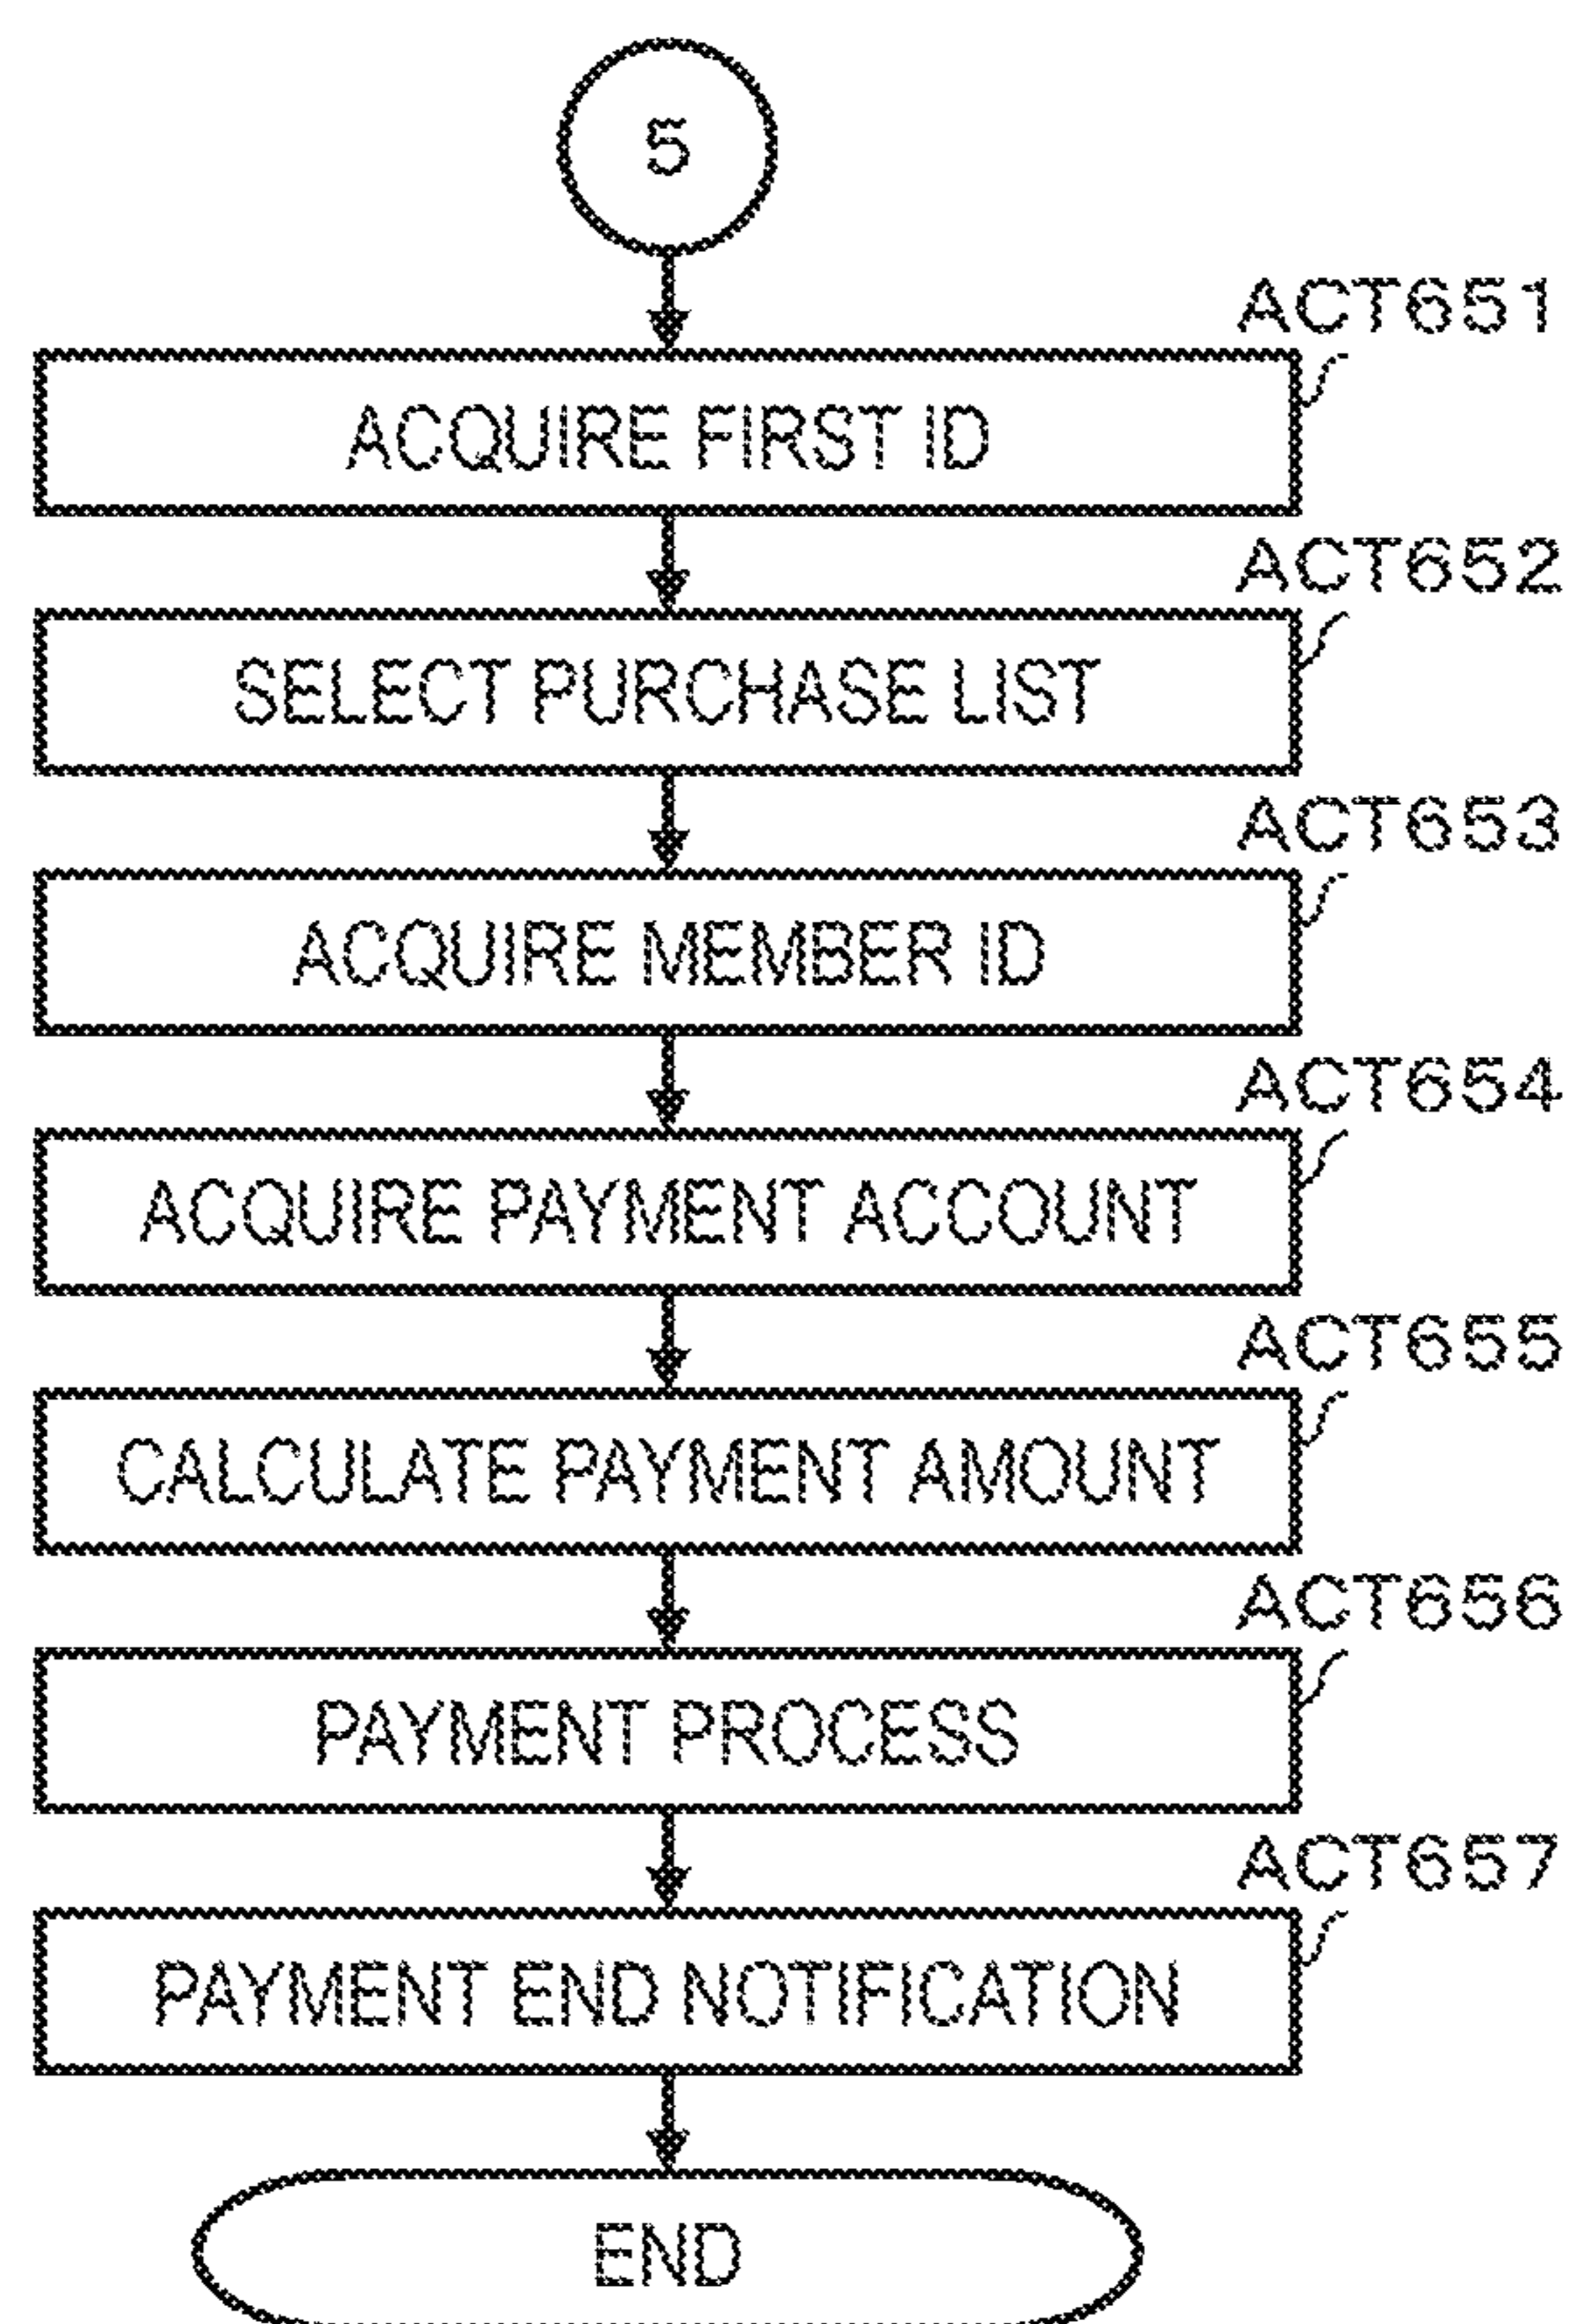 5
ACT651
ACQUIRE FIRST ID
ACT652
SELECT PURCHASE LIST
ACT653
ACQUIRE MEMBER ID
ACT654
ACQUIRE PAYMENT ACCOUNT
ACT655
CALCULATE PAYMENT AMOUNT
ACT656
PAYMENT PROCESS
ACT657
PAYMENT END NOTIFICATION
END